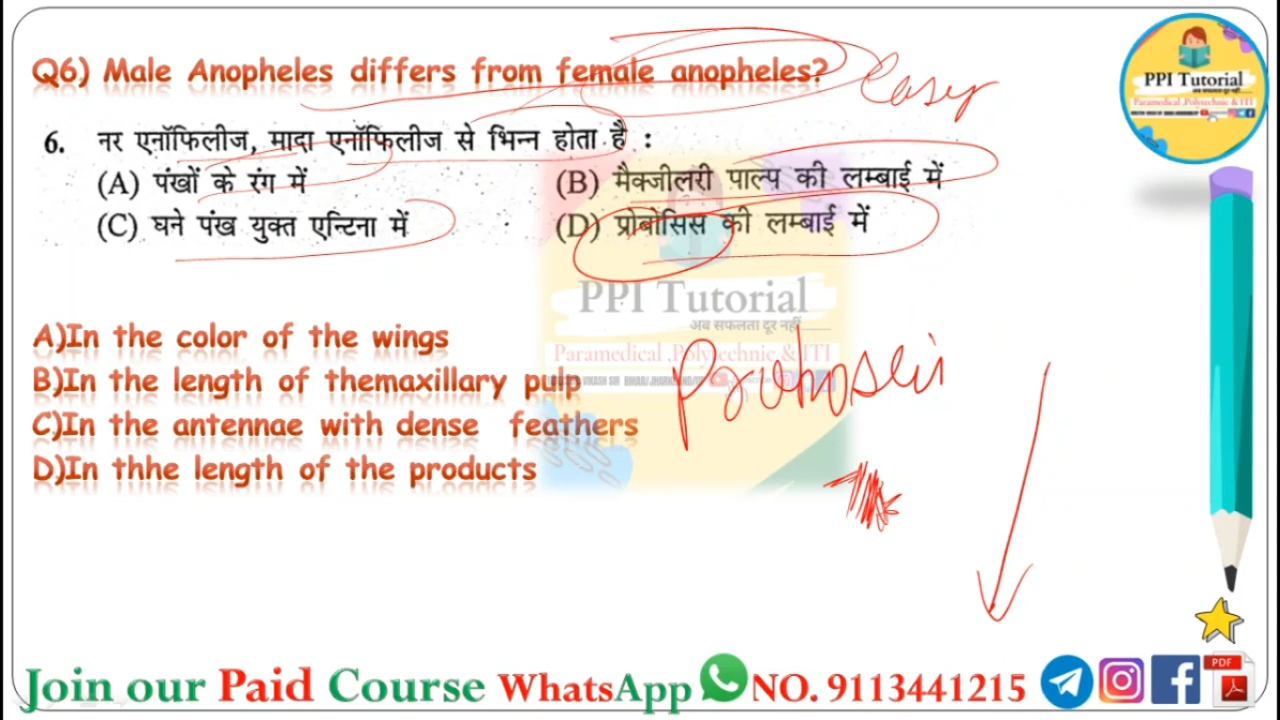 Q6) Male Anopheles differs from female anopheles?
easy
6. नर एनॉफिलीज, मादा एनॉफिलीज से भिन्न होता है :
(A) पंखों के रंग में (B) मैक्जीलरी पाल्प की लम्बाई में
(C) घने पंख युक्त एन्टिना में (D) प्रोबोसिस की लम्बाई में
PPI Tutorial
अब सफलता दूर नहीं
Paramedical ,Polytechnic & ITI
PPI Tutorial
अब सफलता दूर नहीं......
Paramedical ,Polytechnic & ITI
A)In the color of the wings
B)In the length of themaxillary pulp
C)In the antennae with dense feathers
D)In thhe length of the products
Join our Paid Course WhatsApp NO. 9113441215
PDF